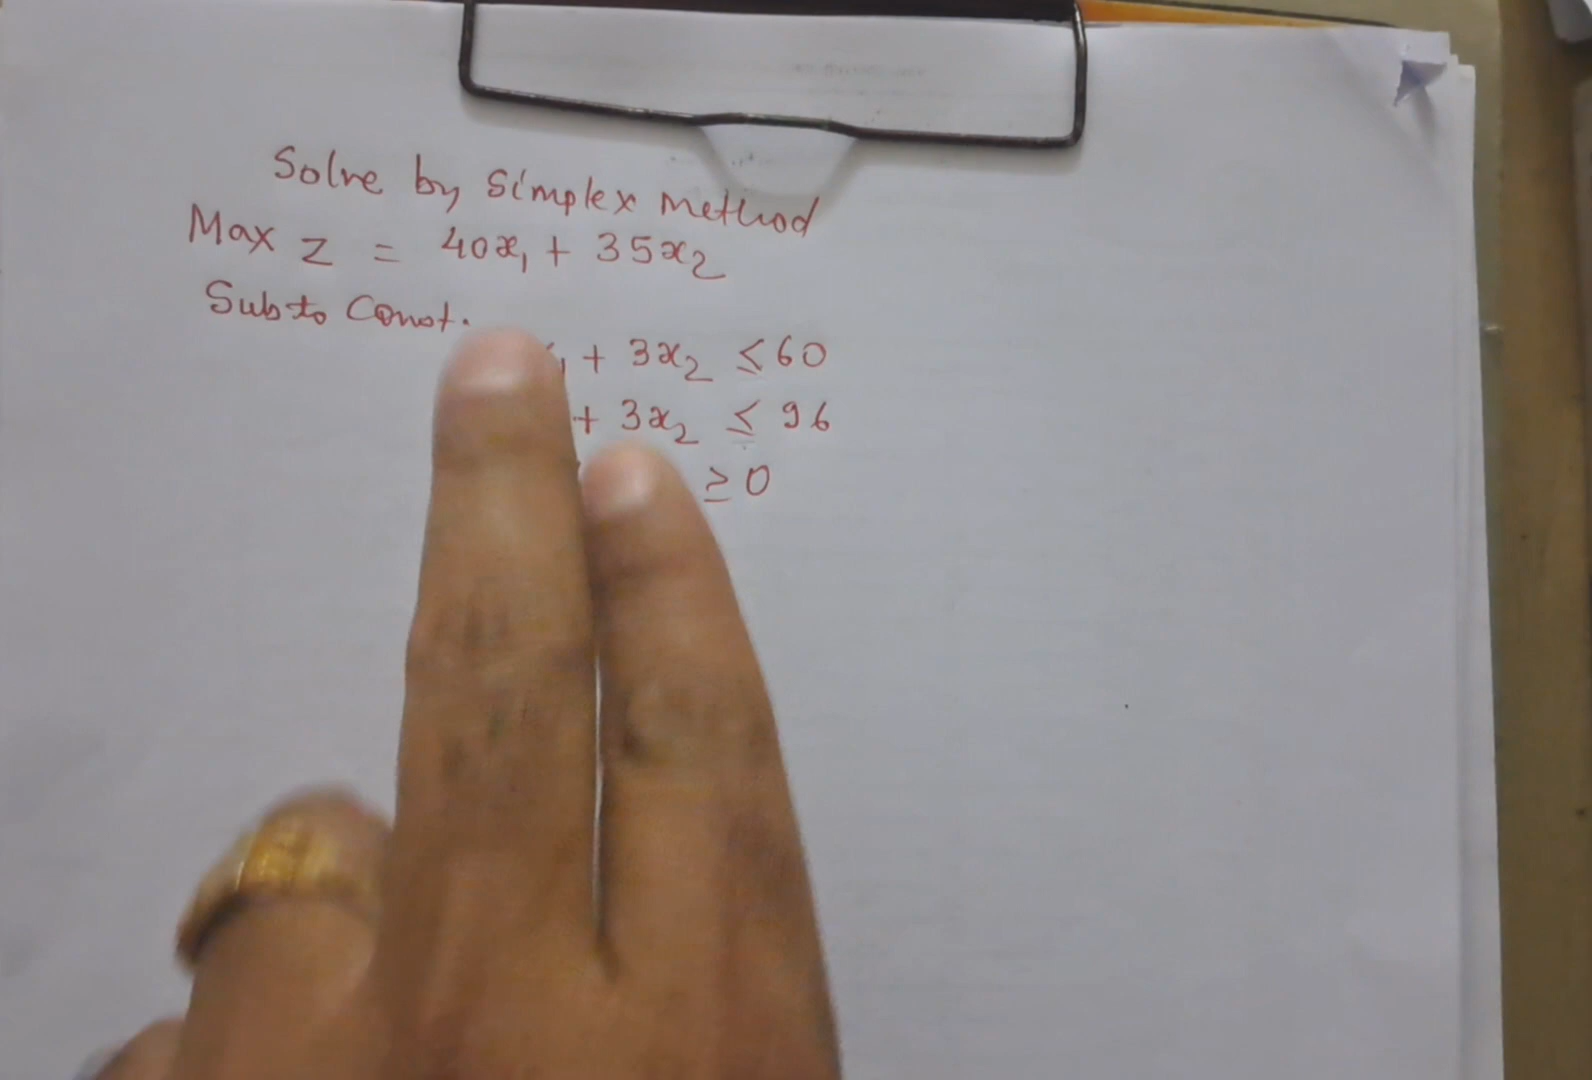 Solve by Simplex Method
Max Z = 40x₁ + 35x₂
Sub to Const.
+ 3x₂ ≤ 60
+ 3x₂ ≤ 96
≥ 0